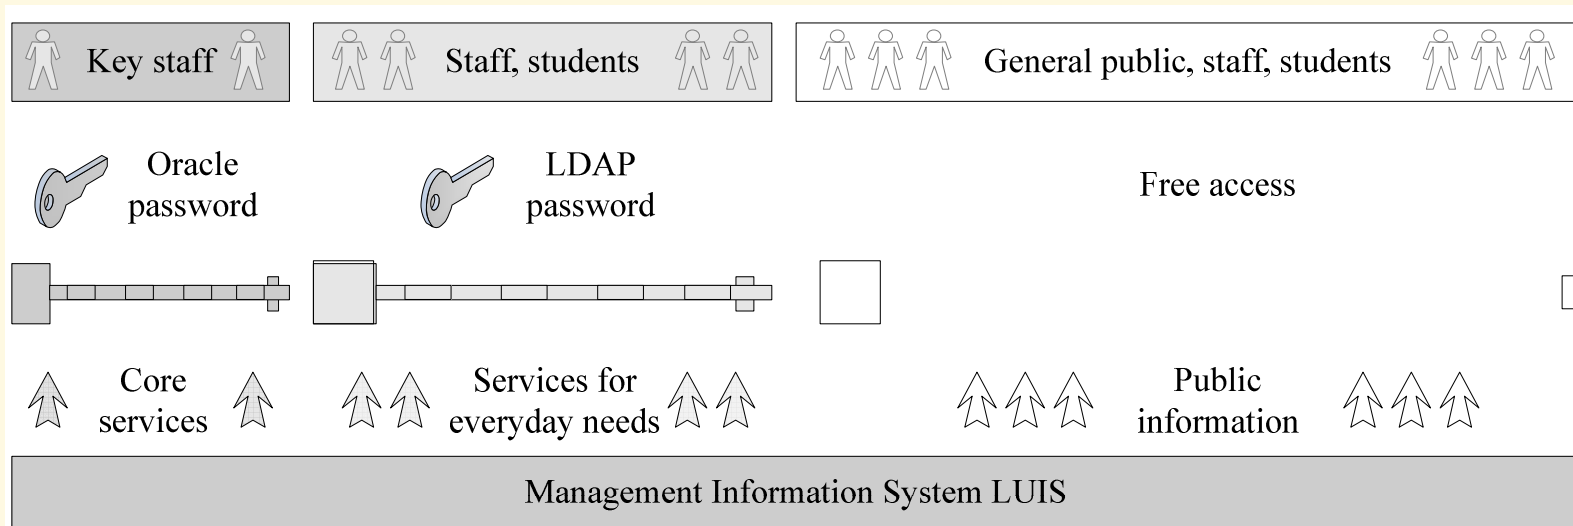 Key staff
Staff, students
General public, staff, students
Oracle
password
LDAP
password
Free access
Core
services
Services for
everyday needs
Public
information
Management Information System LUIS